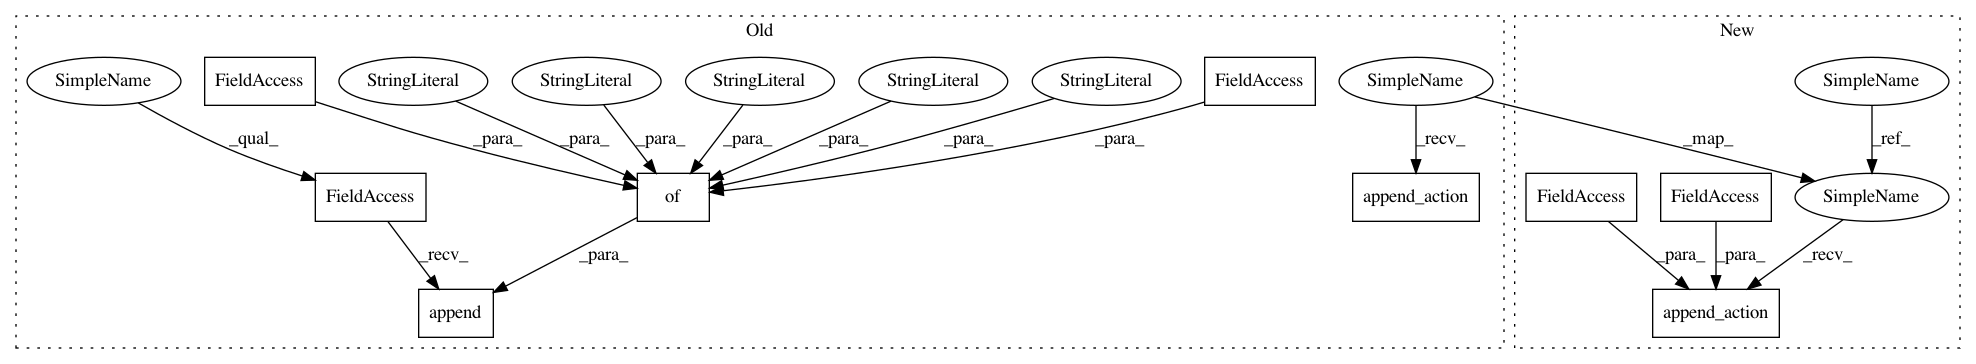 Old
New
SimpleName
FieldAccess
StringLiteral
StringLiteral
StringLiteral
StringLiteral
StringLiteral
FieldAccess
SimpleName
SimpleName
_qual_
_para_
_para_
_para_
_para_
_para_
_para_
_para_
_recv_
_map_
_ref_
FieldAccess
of
append_action
FieldAccess
FieldAccess
SimpleName
_recv_
_para_
_para_
_para_
_recv_
append
append_action